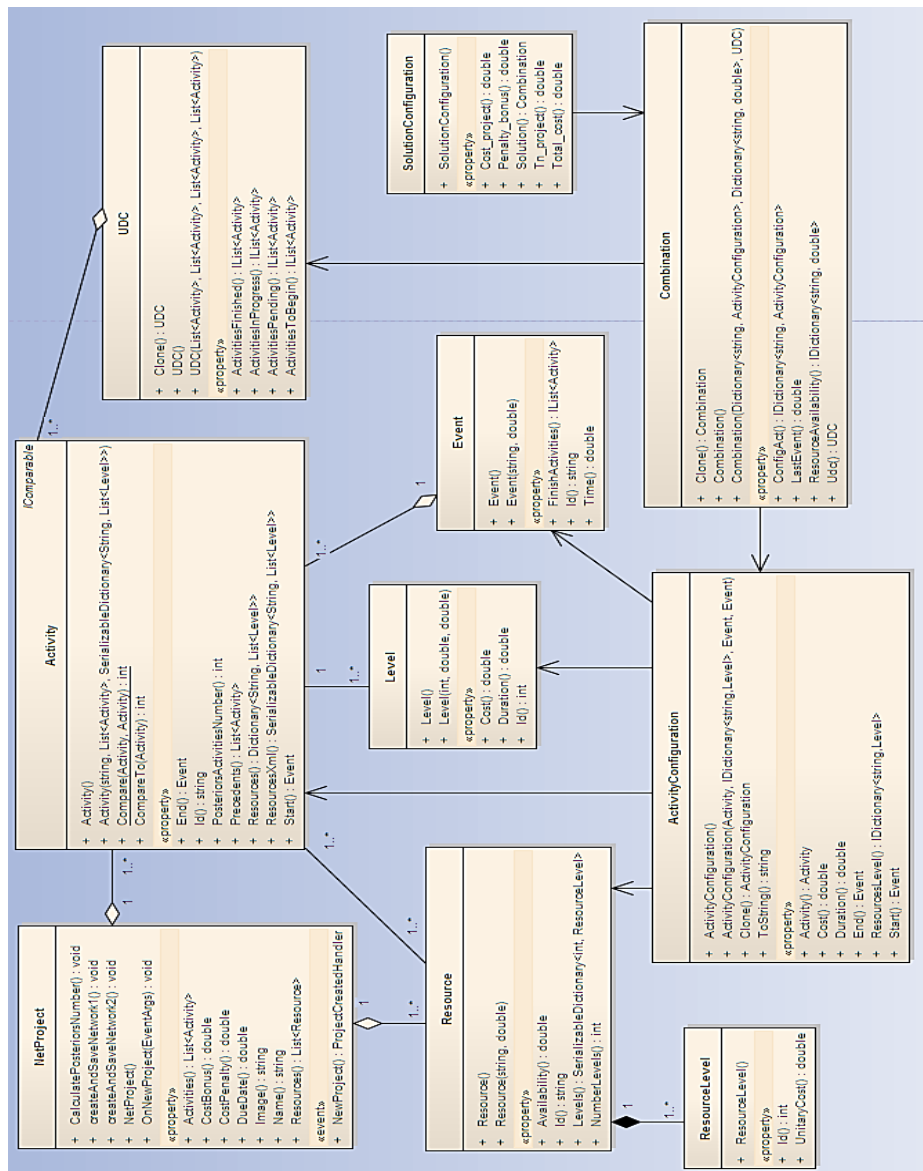 NetProject
+ CalculatePosteriorsNumber() : void
+ createAndSaveNetwork1() : void
+ createAndSaveNetwork2() : void
+ NetProject()
+ OnNewProject(EventArgs) : void
«property»
+ Activities() : List<Activity>
+ CostBonus() : double
+ CostPenalty() : double
+ DueDate() : double
+ Image() : string
+ Name() : string
+ Resources() : List<Resource>
«event»
+ NewProject() : ProjectCreatedHandler
1
1..*
1
1..*
IComparable
Activity
+ Activity()
+ Activity(string, List<Activity>, SerializableDictionary<String, List<Level>>)
+ Compare(Activity, Activity) : int
+ CompareTo(Activity) : int
«property»
+ End() : Event
+ Id() : string
+ PosteriorsActivitiesNumber() : int
+ Precedents() : List<Activity>
+ Resources() : Dictionary<String, List<Level>>
+ ResourcesXml() : SerializableDictionary<String, List<Level>>
+ Start() : Event
1..*
UDC
+ Clone() : UDC
+ UDC()
+ UDC(List<Activity>, List<Activity>, List<Activity>, List<Activity>)
«property»
+ ActivitiesFinished() : IList<Activity>
+ ActivitiesInProgress() : IList<Activity>
+ ActivitiesPending() : IList<Activity>
+ ActivitiesToBegin() : IList<Activity>
1..*
1..*
1
1..*
1..*
1
Resource
+ Resource()
+ Resource(string, double)
«property»
+ Availability() : double
+ Id() : string
+ Levels() : SerializableDictionary<int, ResourceLevel>
+ NumberLevels() : int
1
1..*
Level
+ Level()
+ Level(int, double, double)
«property»
+ Cost() : double
+ Duration() : double
+ Id() : int
Event
+ Event()
+ Event(string, double)
«property»
+ FinishActivities() : IList<Activity>
+ Id() : string
+ Time() : double
SolutionConfiguration
+ SolutionConfiguration()
«property»
+ Cost_project() : double
+ Penalty_bonus() : double
+ Solution() : Combination
+ Tn_project() : double
+ Total_cost() : double
ResourceLevel
+ ResourceLevel()
«property»
+ Id() : int
+ UnitaryCost() : double
ActivityConfiguration
+ ActivityConfiguration()
+ ActivityConfiguration(Activity, IDictionary<string,Level>, Event, Event)
+ Clone() : ActivityConfiguration
+ ToString() : string
«property»
+ Activity() : Activity
+ Cost() : double
+ Duration() : double
+ End() : Event
+ ResourcesLevel() : IDictionary<string,Level>
+ Start() : Event
Combination
+ Clone() : Combination
+ Combination()
+ Combination(Dictionary<string, ActivityConfiguration>, Dictionary<string, double>, UDC)
«property»
+ ConfigAct() : IDictionary<string, ActivityConfiguration>
+ LastEvent() : double
+ ResourceAvailability() : IDictionary<string, double>
+ Udc() : UDC